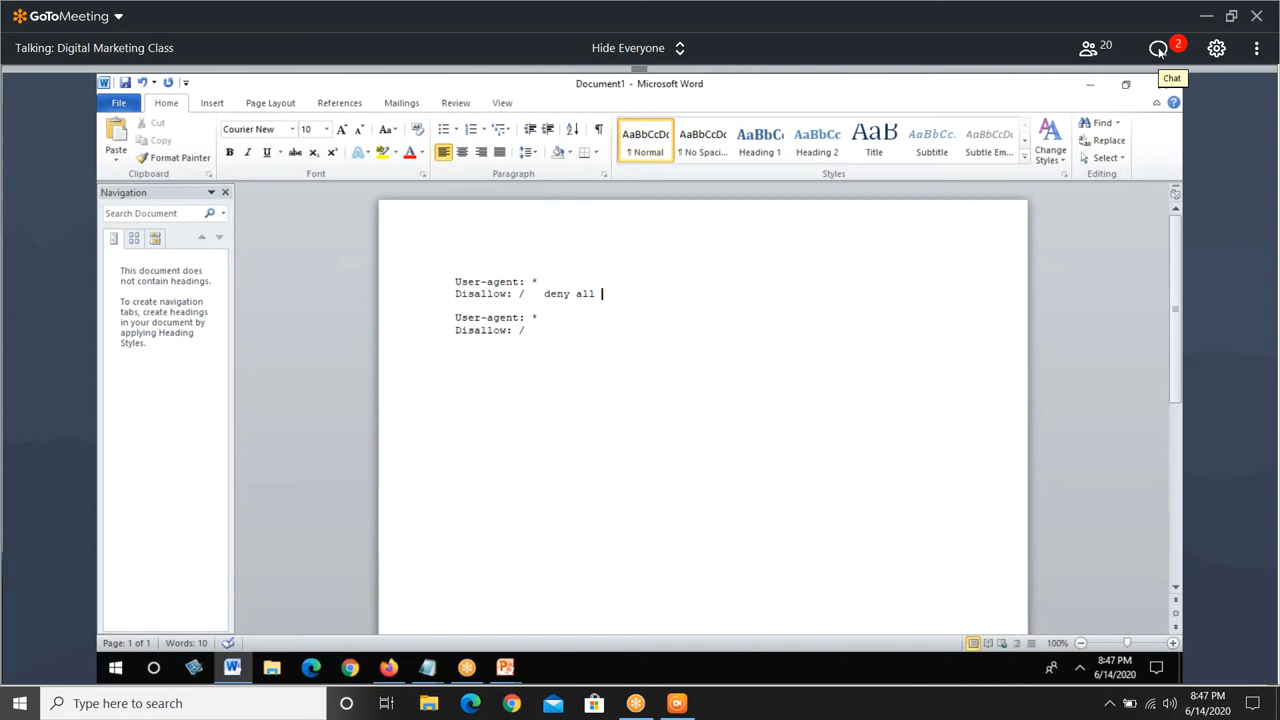 GoToMeeting
Talking: Digital Marketing Class
Hide Everyone
20
2
Chat
Document1 - Microsoft Word
File Home Insert Page Layout References Mailings Review View
Paste
Cut
Copy
Format Painter
Clipboard
Courier New 10
Font
Paragraph
AaBbCcDc AaBbCcDc AaBbC AaBbCc AaB AaBbCc AaBbCcDc
¶ Normal ¶ No Spaci... Heading 1 Heading 2 Title Subtitle Subtle Em...
Change
Styles
Styles
Find
Replace
Select
Editing
Navigation
Search Document
This document does
not contain headings.
To create navigation
tabs, create headings
in your document by
applying Heading
Styles.
User-agent: *
Disallow: / deny all
User-agent: *
Disallow: /
Page: 1 of 1 Words: 10
100%
8:47 PM
6/14/2020
Type here to search
8:47 PM
6/14/2020